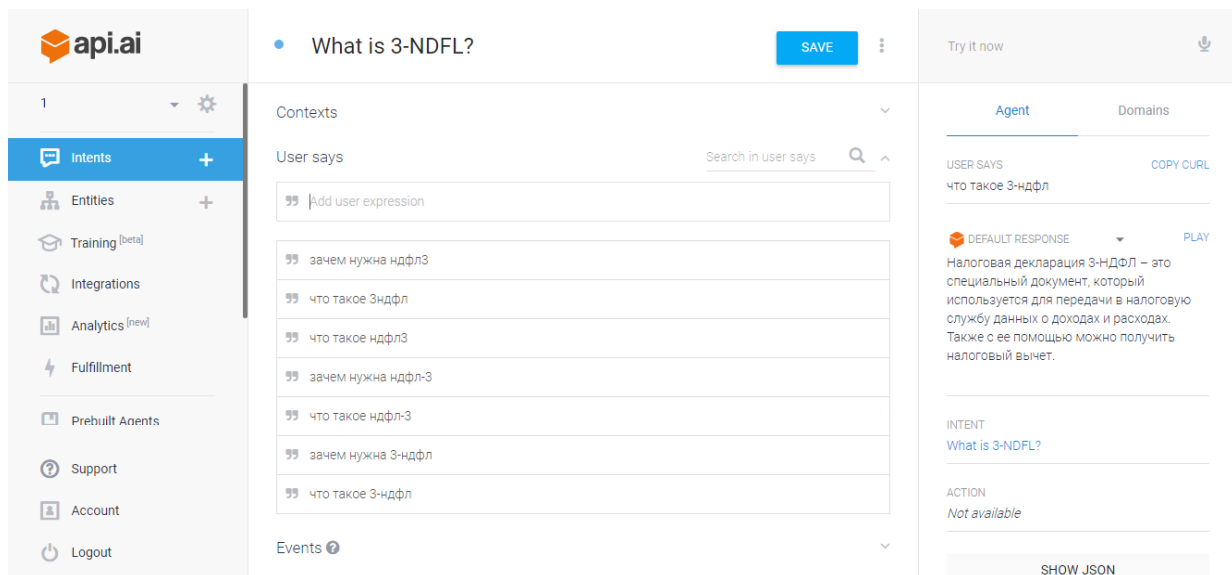 api.ai
1
Intents
Entities
Training [beta]
Integrations
Analytics [new]
Fulfillment
Prebuilt Agents
Support
Account
Logout
What is 3-NDFL?
SAVE
Contexts
User says
Search in user says
Add user expression
зачем нужна ндфл3
что такое 3ндфл
что такое ндфл3
зачем нужна ндфл-3
что такое ндфл-3
зачем нужна 3-ндфл
что такое 3-ндфл
Events ?
Try it now
Agent Domains
USER SAYS COPY CURL
что такое 3-ндфл
DEFAULT RESPONSE PLAY
Налоговая декларация 3-НДФЛ – это
специальный документ, который
используется для передачи в налоговую
службу данных о доходах и расходах.
Также с ее помощью можно получить
налоговый вычет.
INTENT
What is 3-NDFL?
ACTION
Not available
SHOW JSON